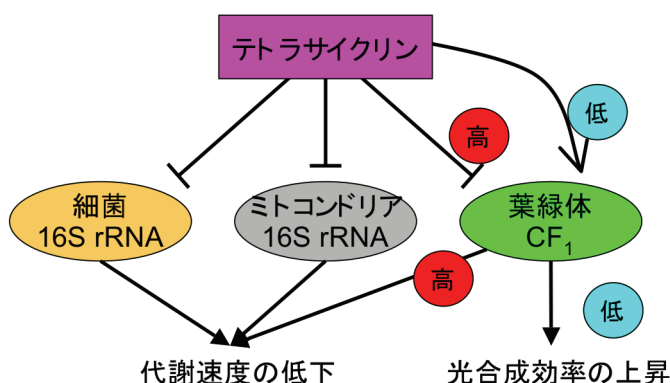 テトラサイクリン
低
高
細菌
16S rRNA
ミトコンドリア
16S rRNA
葉緑体
CF₁
高
低
代謝速度の低下
光合成効率の上昇